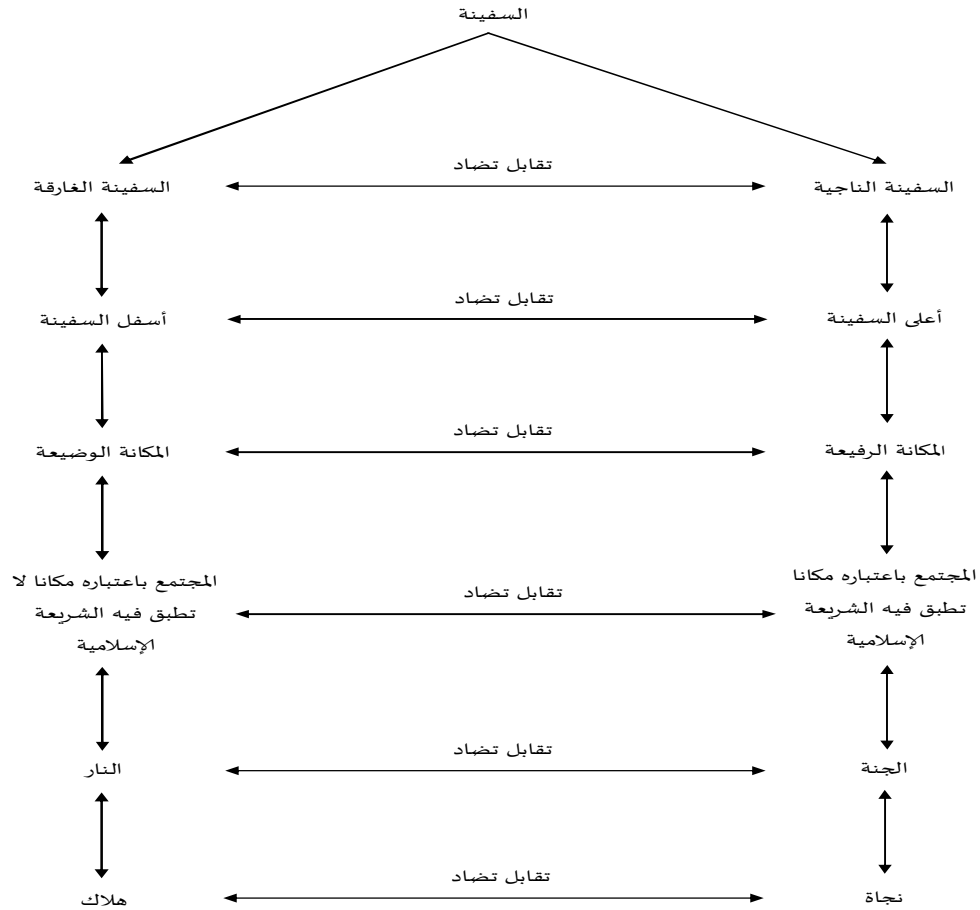 السفينة
تقابل تضاد
السفينة الناجية
السفينة الغارقة
تقابل تضاد
أعلى السفينة
أسفل السفينة
تقابل تضاد
المكانة الرفيعة
المكانة الوضيعة
المجتمع باعتباره مكانا
تطبق فيه الشريعة
الإسلامية
تقابل تضاد
المجتمع باعتباره مكانا لا
تطبق فيه الشريعة
الإسلامية
تقابل تضاد
الجنة
النار
تقابل تضاد
نجاة
هلاك